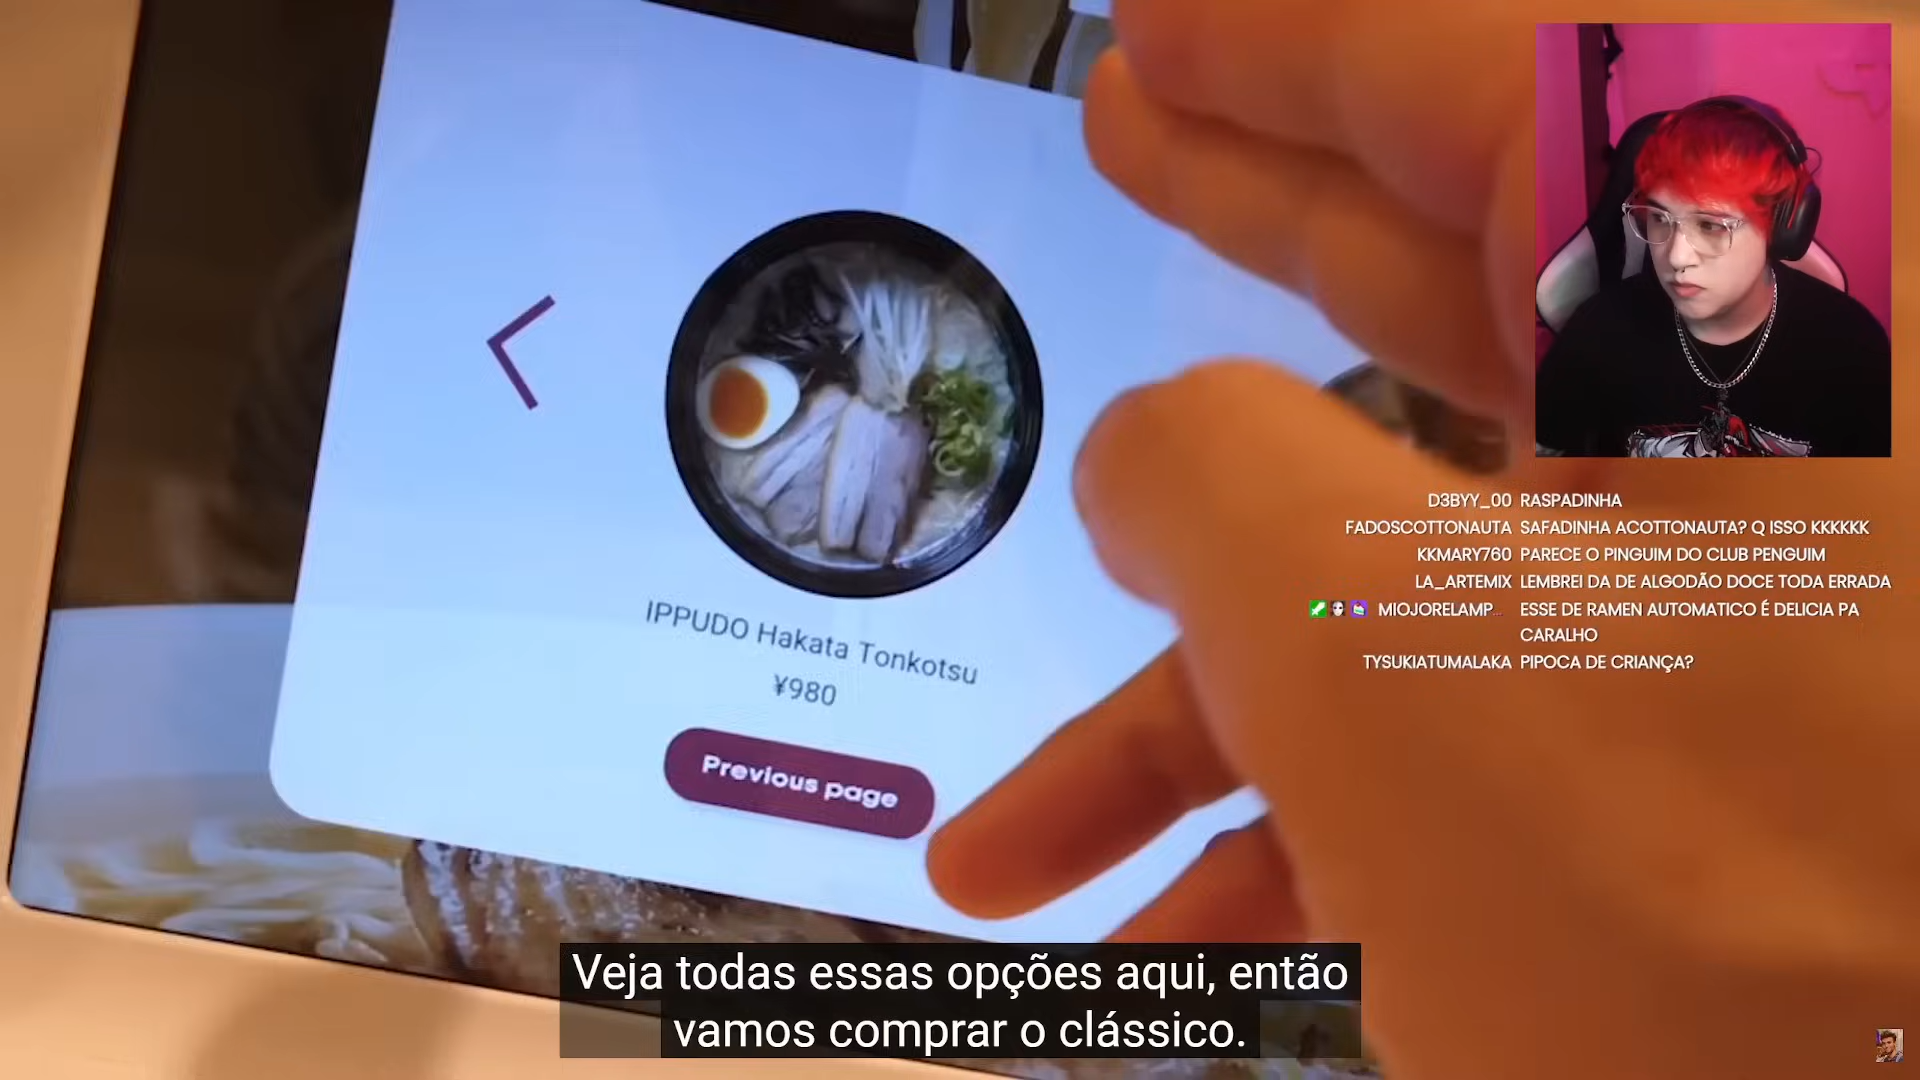 IPPUDO Hakata Tonkotsu
¥980
Previous page
D3BYY_00 RASPADINHA
FADOSCOTTONAUTA SAFADINHA ACOTTONAUTA? Q ISSO KKKKKK
KKMARY760 PARECE O PINGUIM DO CLUB PENGUIM
LA_ARTEMIX LEMBREI DA DE ALGODÃO DOCE TODA ERRADA
MIOJORELAMP... ESSE DE RAMEN AUTOMATICO É DELICIA PA
CARALHO
TYSUKIATUMALAKA PIPOCA DE CRIANÇA?
Veja todas essas opções aqui, então
vamos comprar o clássico.